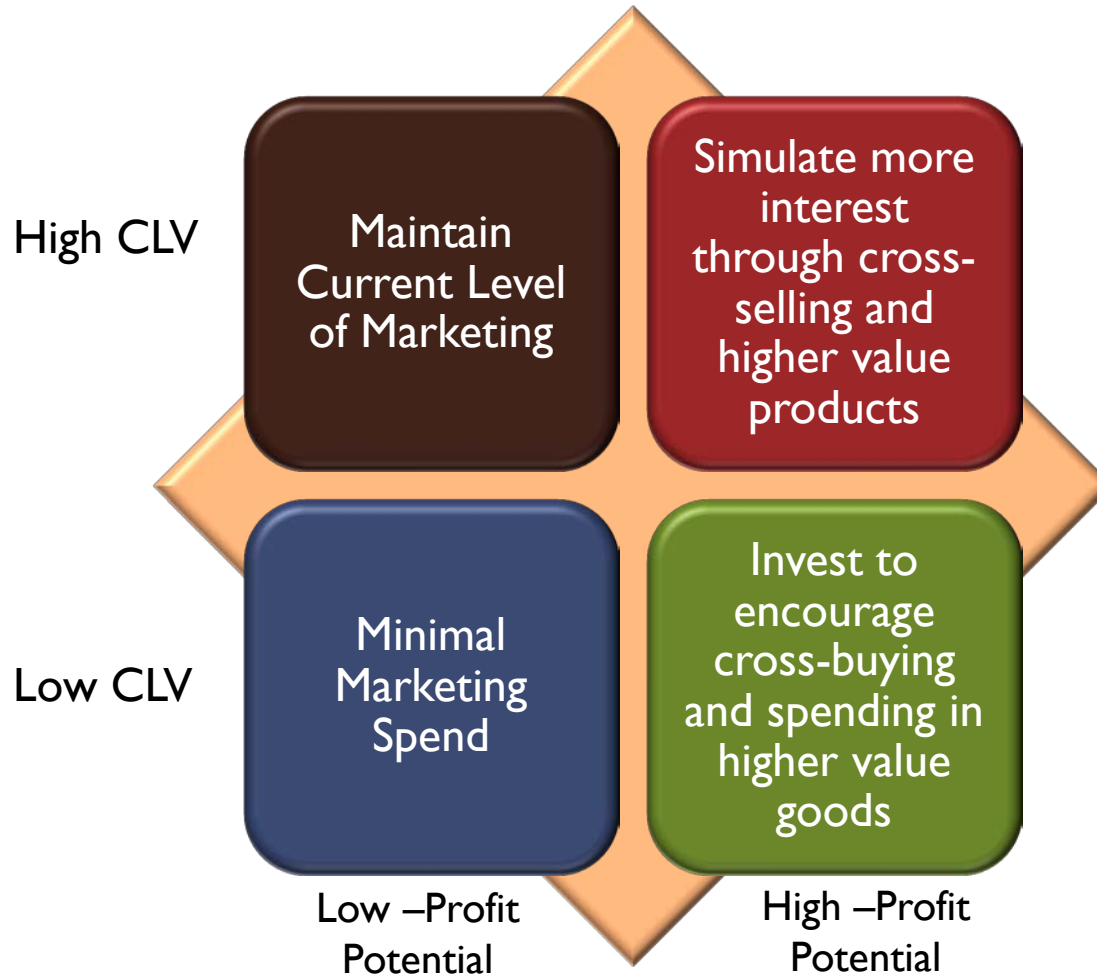 High CLV
Maintain
Current Level
of Marketing
Simulate more
interest
through cross-
selling and
higher value
products
Low CLV
Minimal
Marketing
Spend
Invest to
encourage
cross-buying
and spending in
higher value
goods
Low –Profit
Potential
High –Profit
Potential